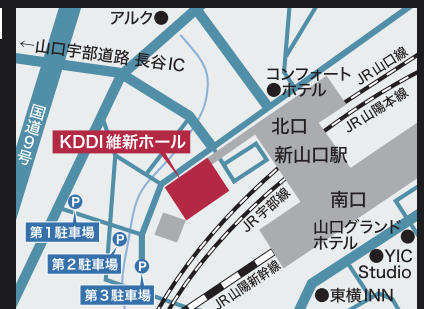 アルク
←山口宇部道路 長谷IC
国道9号
コンフォート
ホテル
JR山口線
JR山陽本線
北口
新山口駅
KDDI維新ホール
南口
JR宇部線
山口グランド
ホテル
YIC
Studio
JR山陽新幹線
東横INN
P
第1駐車場
P
第2駐車場
P
第3駐車場